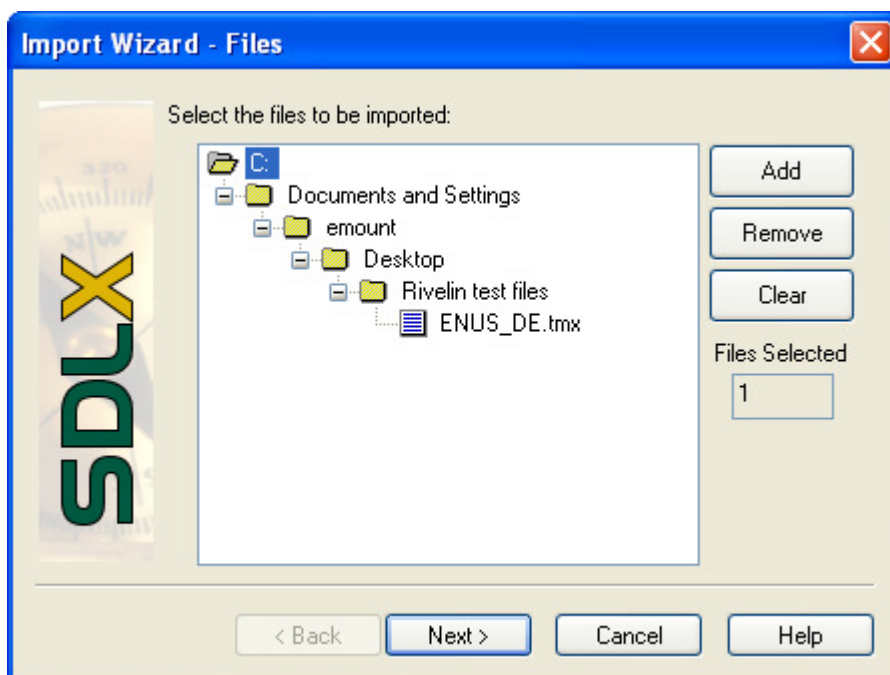 Import Wizard - Files
Select the files to be imported:
C:
Documents and Settings
emount
Desktop
Rivelin test files
ENUS_DE.tmx
Add
Remove
Clear
Files Selected
1
320
N W
SDLX
< Back
Next >
Cancel
Help